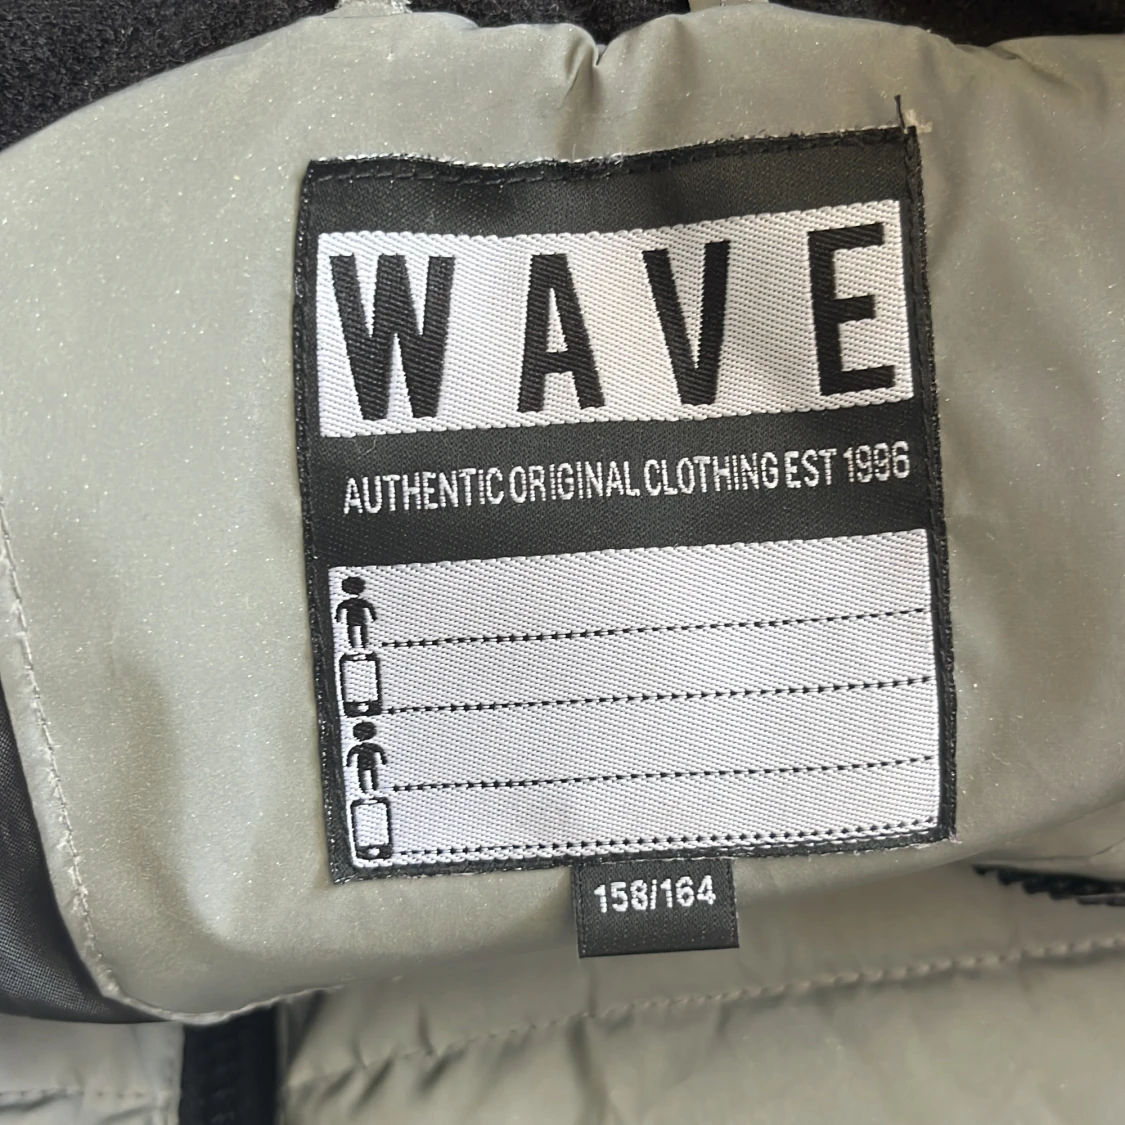 WAVE
AUTHENTIC ORIGINAL CLOTHING EST 1996
158/164